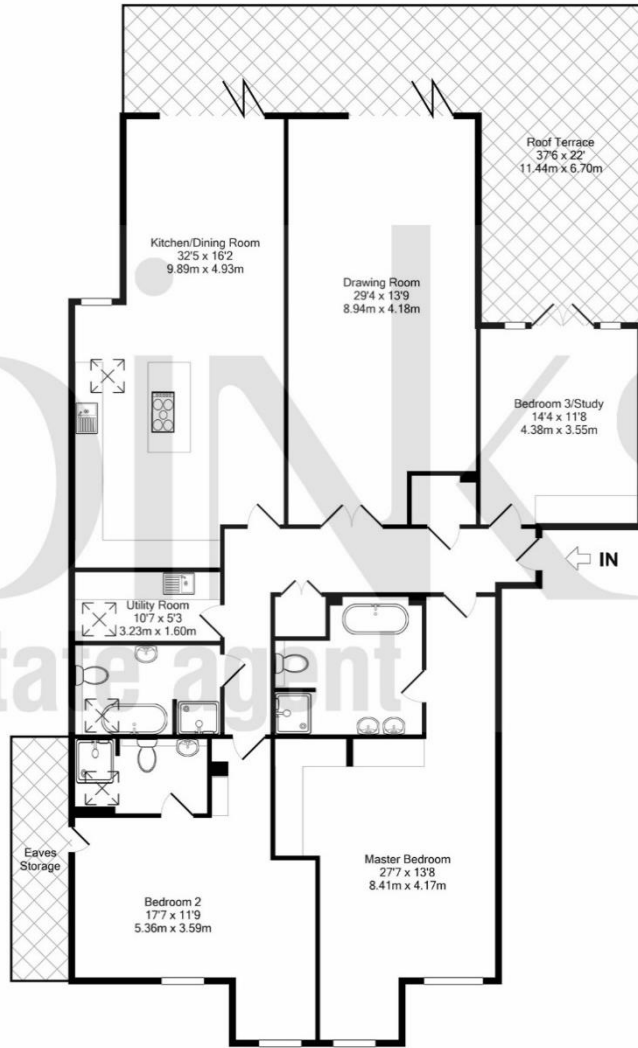 Roof Terrace
37'6 x 22'
11.44m x 6.70m
Kitchen/Dining Room
32'5 x 16'2
9.89m x 4.93m
Drawing Room
29'4 x 13'9
8.94m x 4.18m
Bedroom 3/Study
14'4 x 11'8
4.38m x 3.55m
IN
Utility Room
10'7 x 5'3
3.23m x 1.60m
estate agent
Eaves
Storage
Master Bedroom
27'7 x 13'8
8.41m x 4.17m
Bedroom 2
17'7 x 11'9
5.36m x 3.59m